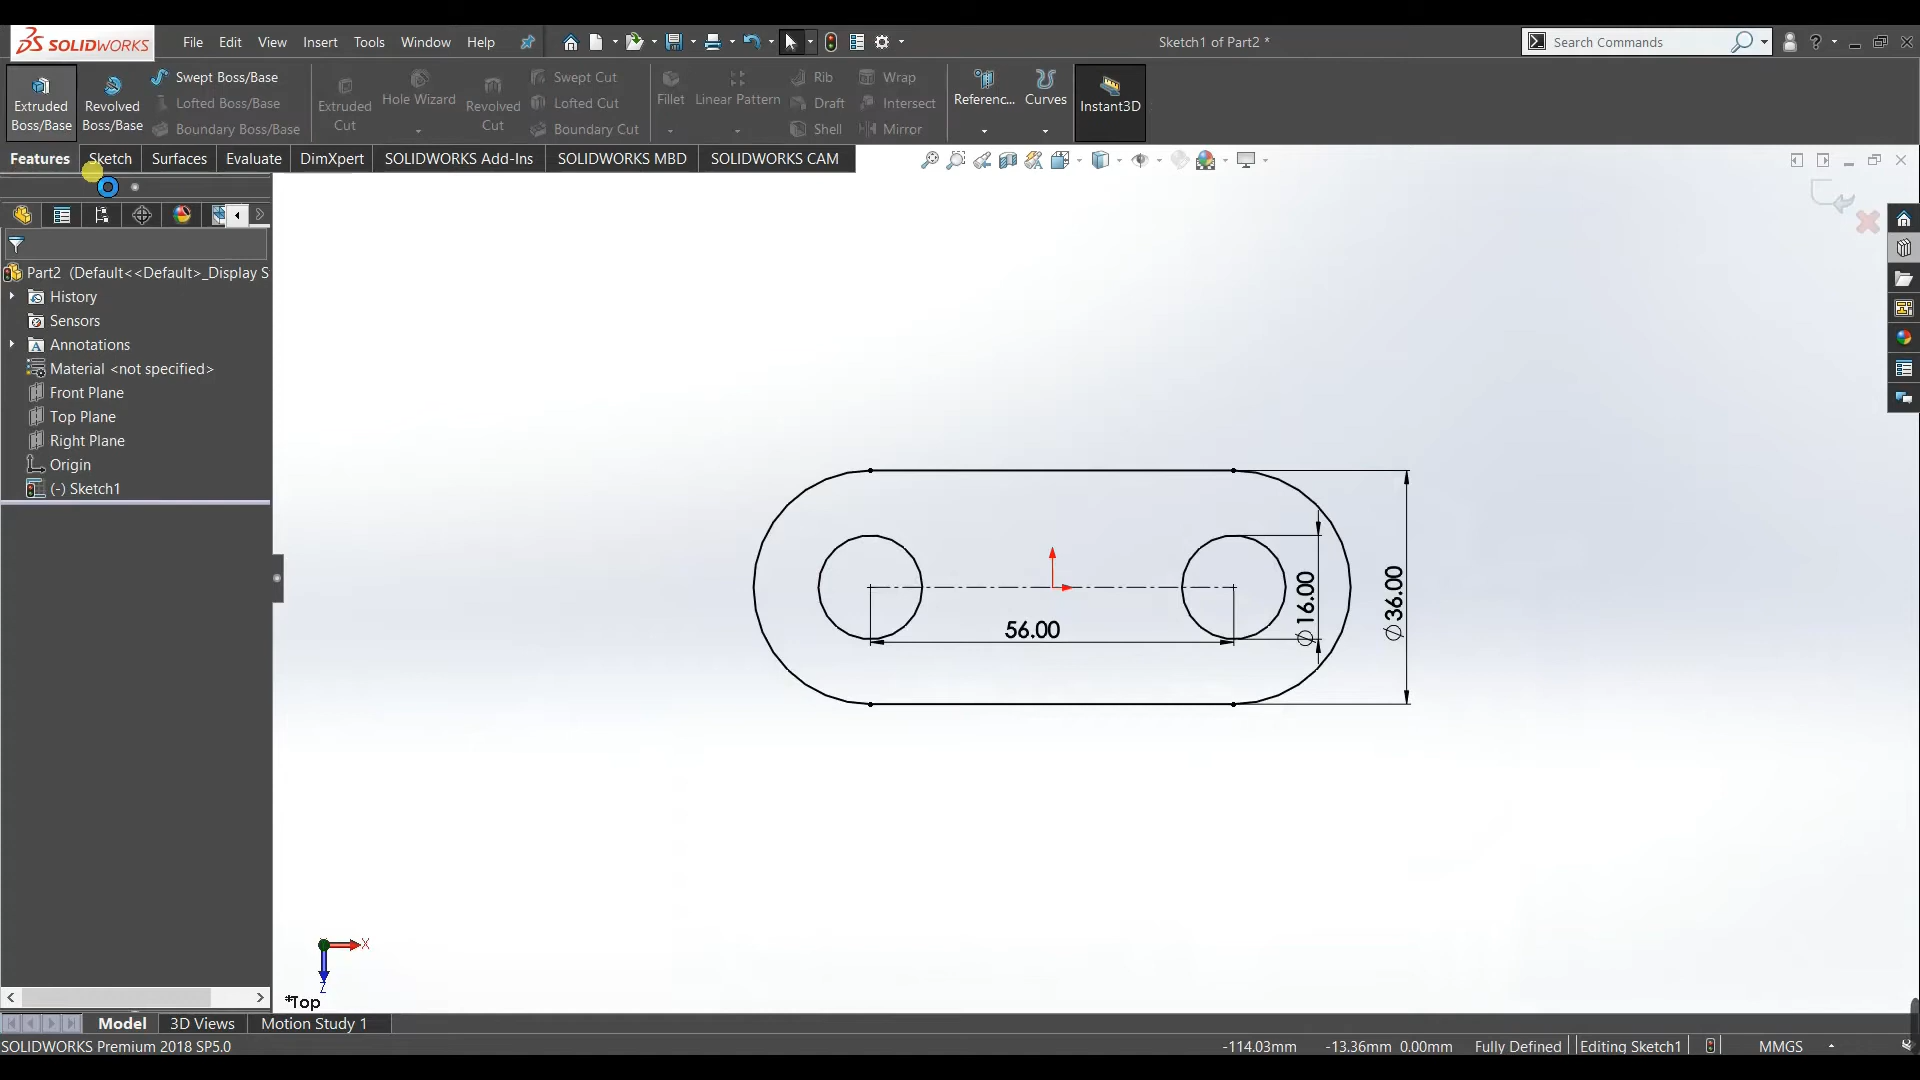 SOLIDWORKS File Edit View Insert Tools Window Help Sketch1 of Part2 * Search Commands
Extruded Boss/Base
Revolved Boss/Base
Swept Boss/Base
Lofted Boss/Base
Boundary Boss/Base
Extruded Cut
Hole Wizard
Revolved Cut
Swept Cut
Lofted Cut
Boundary Cut
Fillet
Linear Pattern
Rib
Draft
Shell
Wrap
Intersect
Mirror
Referenc...
Curves
Instant3D
Features Sketch Surfaces Evaluate DimXpert SOLIDWORKS Add-Ins SOLIDWORKS MBD SOLIDWORKS CAM
Part2 (Default<<Default>_Display S
History
Sensors
Annotations
Material <not specified>
Front Plane
Top Plane
Right Plane
Origin
(-) Sketch1
56.00
∅16.00
∅36.00
X
Z
*Top
Model 3D Views Motion Study 1
SOLIDWORKS Premium 2018 SP5.0 -114.03mm -13.36mm 0.00mm Fully Defined Editing Sketch1 MMGS